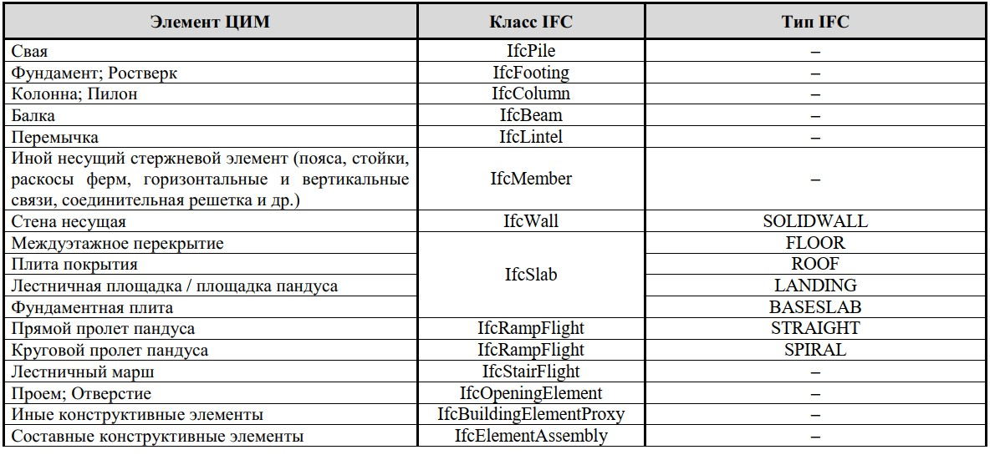 Элемент ЦИМ Класс IFC Тип IFC
Свая IfcPile –
Фундамент; Ростверк IfcFooting –
Колонна; Пилон IfcColumn –
Балка IfcBeam –
Перемычка IfcLintel –
Иной несущий стержневой элемент (пояса, стойки,
раскосы ферм, горизонтальные и вертикальные
связи, соединительная решетка и др.)
IfcMember –
Стена несущая IfcWall SOLIDWALL
Междуэтажное перекрытие FLOOR
Плита покрытия ROOF
IfcSlab
Лестничная площадка / площадка пандуса LANDING
Фундаментная плита BASESLAB
Прямой пролет пандуса IfcRampFlight STRAIGHT
Круговой пролет пандуса IfcRampFlight SPIRAL
Лестничный марш IfcStairFlight –
Проем; Отверстие IfcOpeningElement –
Иные конструктивные элементы IfcBuildingElementProxy –
Составные конструктивные элементы IfcElementAssembly –